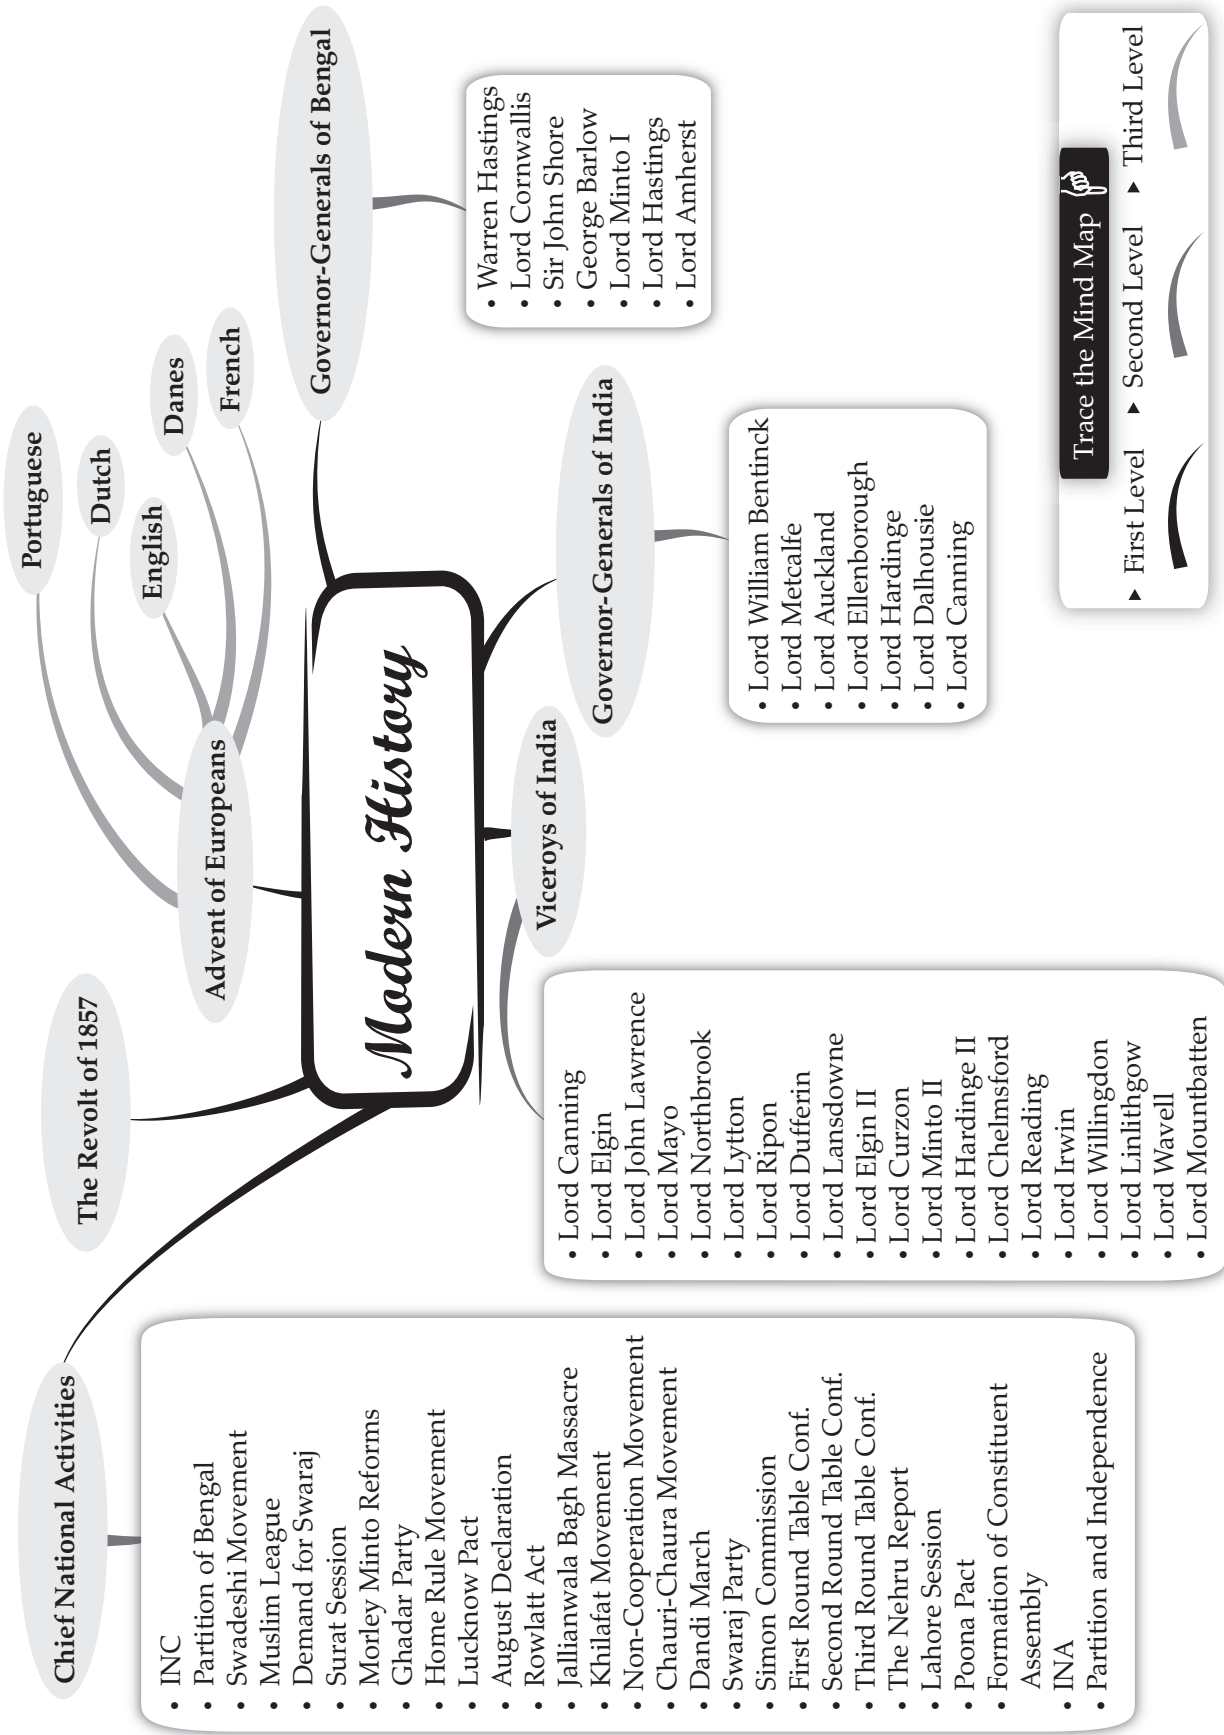 Chief National Activities
• INC
• Partition of Bengal
• Swadeshi Movement
• Muslim League
• Demand for Swaraj
• Surat Session
• Morley Minto Reforms
• Ghadar Party
• Home Rule Movement
• Lucknow Pact
• August Declaration
• Rowlatt Act
• Jallianwala Bagh Massacre
• Khilafat Movement
• Non-Cooperation Movement
• Chauri-Chaura Movement
• Dandi March
• Swaraj Party
• Simon Commission
• First Round Table Conf.
• Second Round Table Conf.
• Third Round Table Conf.
• The Nehru Report
• Lahore Session
• Poona Pact
• Formation of Constituent
Assembly
• INA
• Partition and Independence
The Revolt of 1857
Advent of Europeans
Portuguese
Dutch
English
Danes
French
Modern History
Viceroys of India
• Lord Canning
• Lord Elgin
• Lord John Lawrence
• Lord Mayo
• Lord Northbrook
• Lord Lytton
• Lord Ripon
• Lord Dufferin
• Lord Lansdowne
• Lord Elgin II
• Lord Curzon
• Lord Minto II
• Lord Hardinge II
• Lord Chelmsford
• Lord Reading
• Lord Irwin
• Lord Willingdon
• Lord Linlithgow
• Lord Wavell
• Lord Mountbatten
Governor-Generals of India
• Lord William Bentinck
• Lord Metcalfe
• Lord Auckland
• Lord Ellenborough
• Lord Hardinge
• Lord Dalhousie
• Lord Canning
Governor-Generals of Bengal
• Warren Hastings
• Lord Cornwallis
• Sir John Shore
• George Barlow
• Lord Minto I
• Lord Hastings
• Lord Amherst
Trace the Mind Map
▶ First Level ▶ Second Level ▶ Third Level